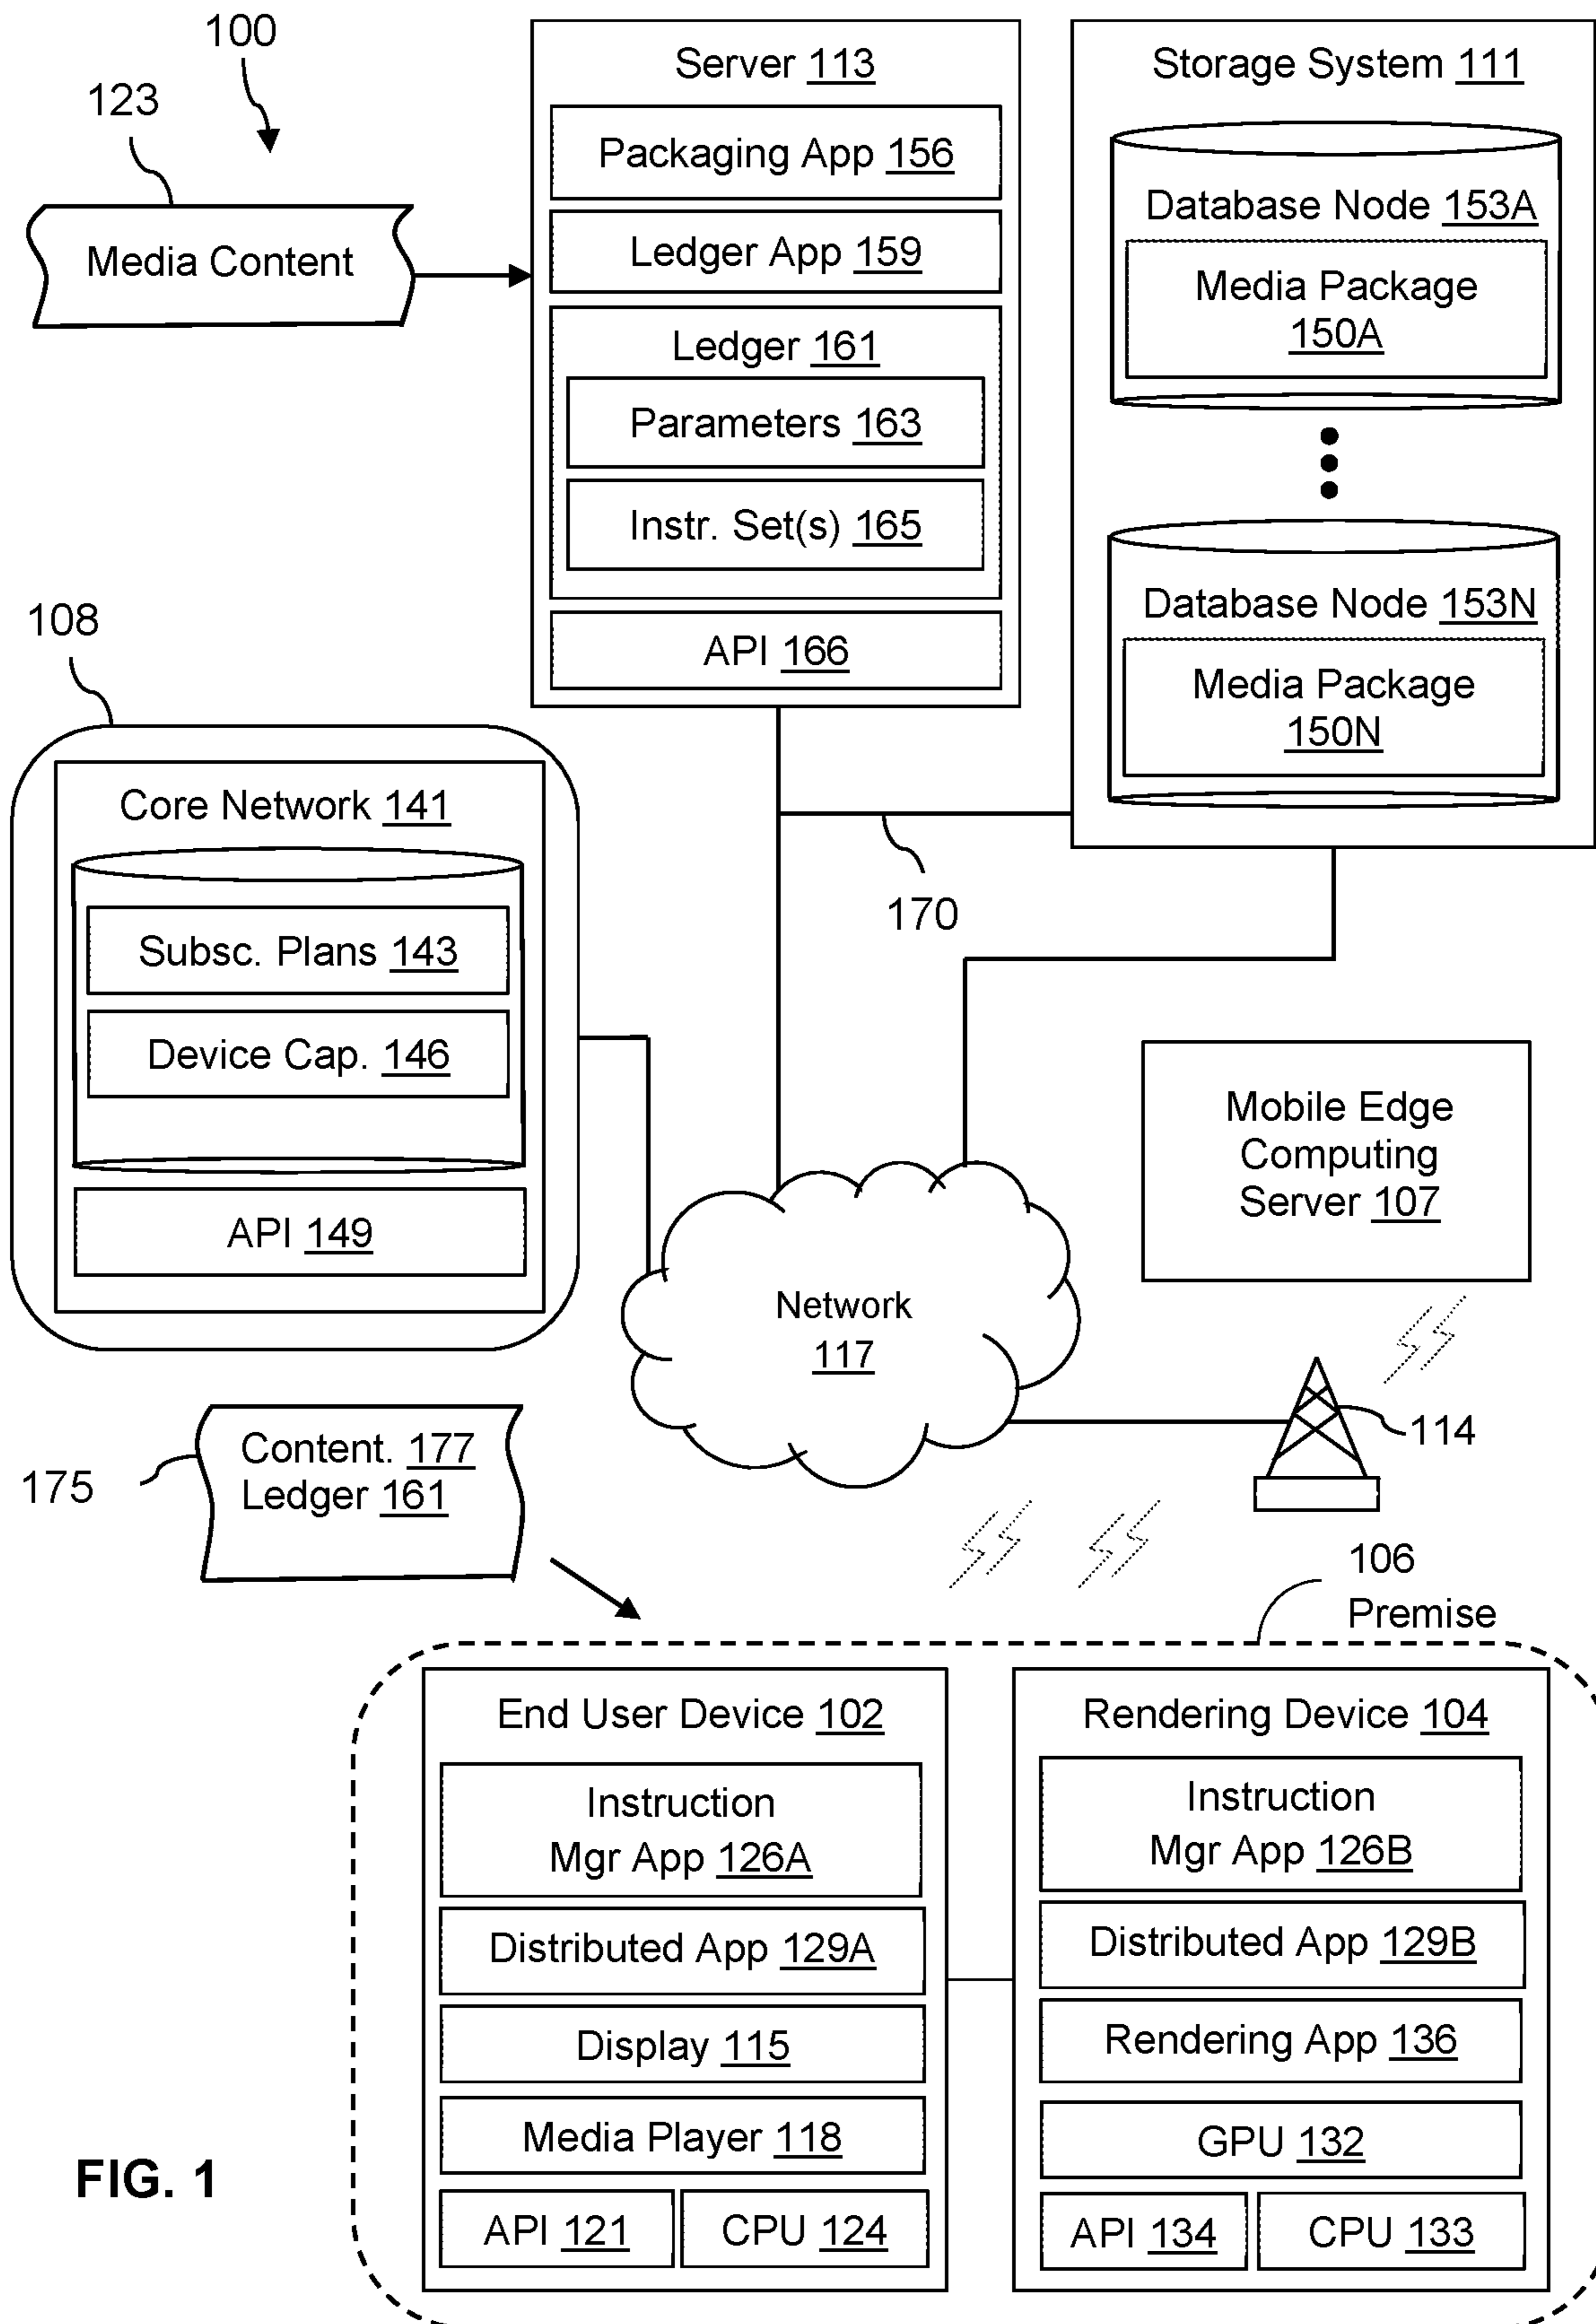 100
123
Media Content
Server 113
Packaging App 156
Ledger App 159
Ledger 161
Parameters 163
Instr. Set(s) 165
API 166
Storage System 111
Database Node 153A
Media Package
150A
Database Node 153N
Media Package
150N
170
108
Core Network 141
Subsc. Plans 143
Device Cap. 146
API 149
Mobile Edge
Computing
Server 107
Network
117
114
175
Content. 177
Ledger 161
106
Premise
End User Device 102
Instruction
Mgr App 126A
Distributed App 129A
Display 115
Media Player 118
API 121
CPU 124
Rendering Device 104
Instruction
Mgr App 126B
Distributed App 129B
Rendering App 136
GPU 132
API 134
CPU 133
FIG. 1